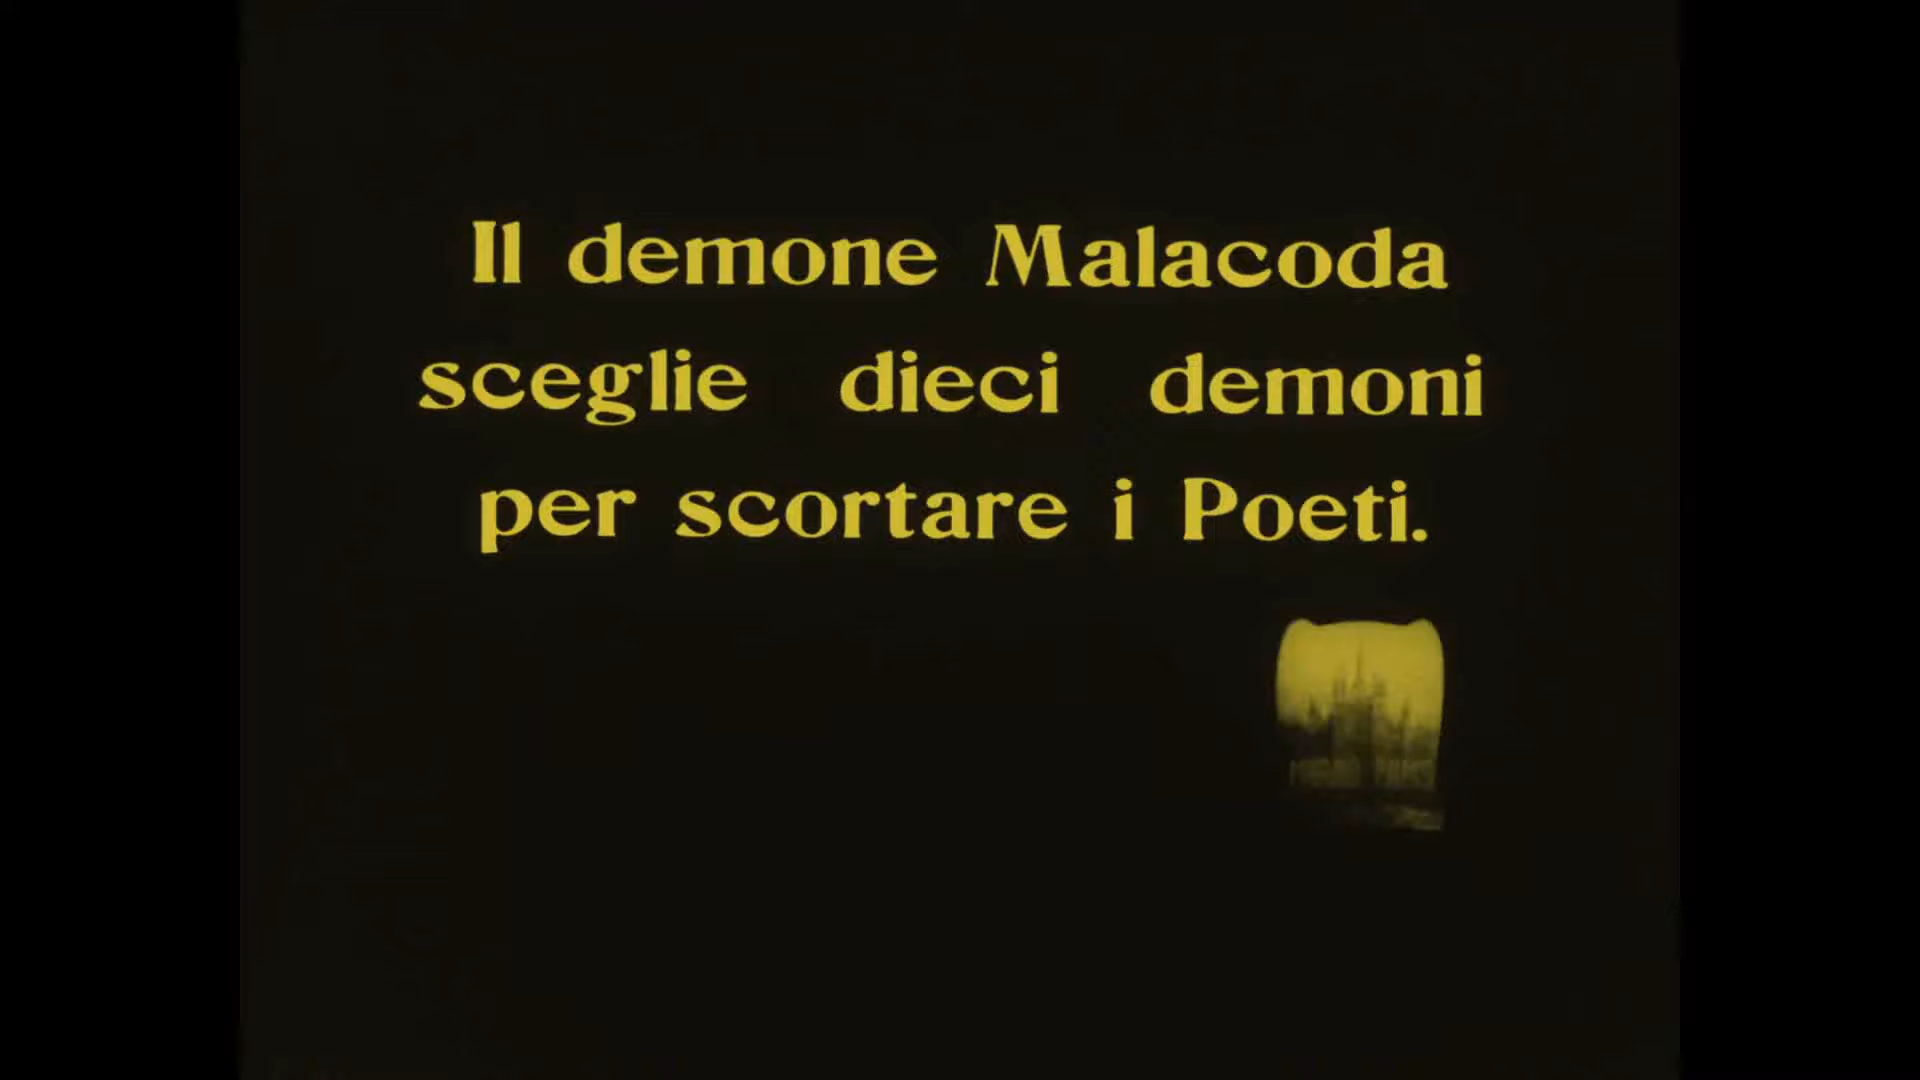 Il demone Malacoda
sceglie dieci demoni
per scortare i Poeti.